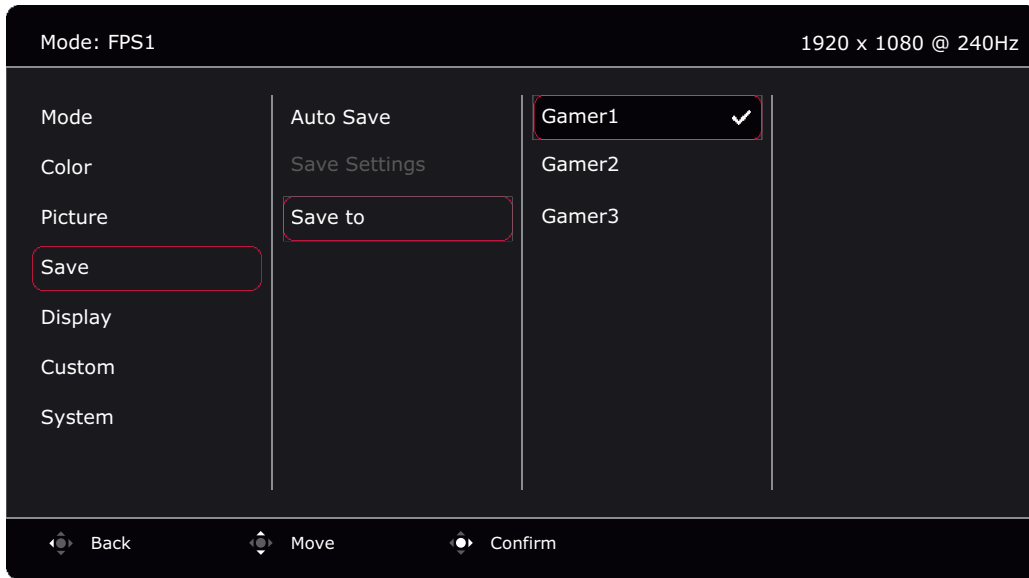 Mode: FPS1
1920 x 1080 @ 240Hz
Mode
Color
Picture
Save
Display
Custom
System
Auto Save
Save Settings
Save to
Gamer1
Gamer2
Gamer3
Back
Move
Confirm